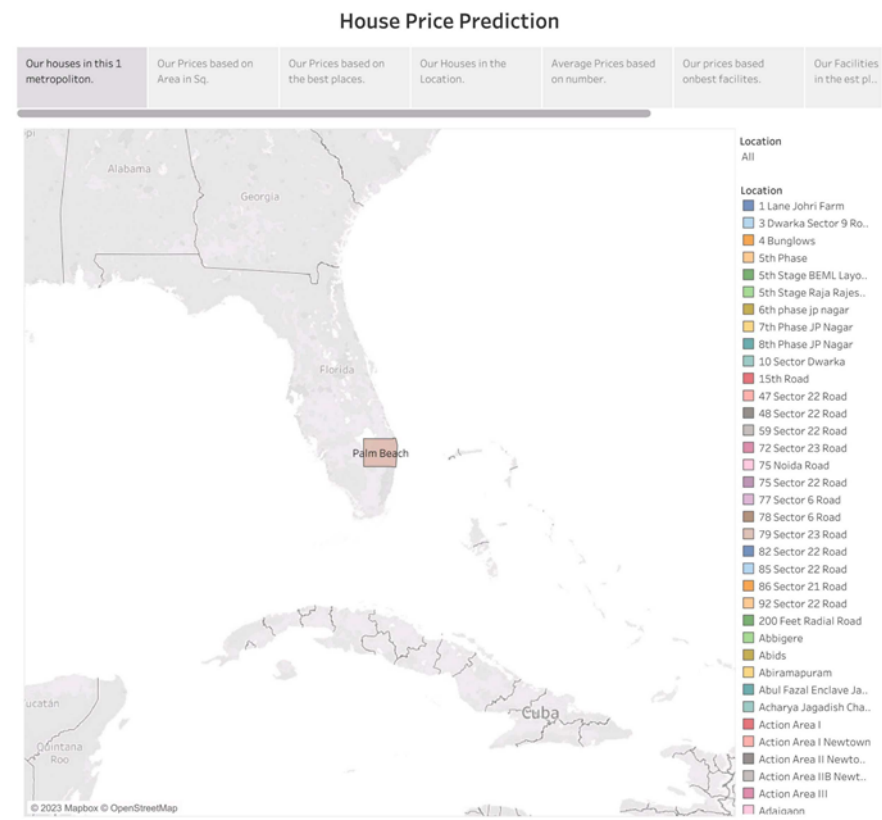 House Price Prediction
Our houses in this 1
metropoliton.
Our Prices based on
Area in Sq.
Our Prices based on
the best places.
Our Houses in the
Location.
Average Prices based
on number.
Our prices based
onbest facilites.
Our Facilities
in the est pl..
pi
Alabama
Georgia
Florida
Palm Beach
Cuba
ucatán
Quintana
Roo
© 2023 Mapbox © OpenStreetMap
Location
All
Location
1 Lane Johri Farm
3 Dwarka Sector 9 Ro..
4 Bunglows
5th Phase
5th Stage BEML Layo..
5th Stage Raja Rajes..
6th phase jp nagar
7th Phase JP Nagar
8th Phase JP Nagar
10 Sector Dwarka
15th Road
47 Sector 22 Road
48 Sector 22 Road
59 Sector 22 Road
72 Sector 23 Road
75 Noida Road
75 Sector 22 Road
77 Sector 6 Road
78 Sector 6 Road
79 Sector 23 Road
82 Sector 22 Road
85 Sector 22 Road
86 Sector 21 Road
92 Sector 22 Road
200 Feet Radial Road
Abbigere
Abids
Abiramapuram
Abul Fazal Enclave Ja..
Acharya Jagadish Cha..
Action Area I
Action Area I Newtown
Action Area II Newto..
Action Area IIB Newt..
Action Area III
Adaigaon